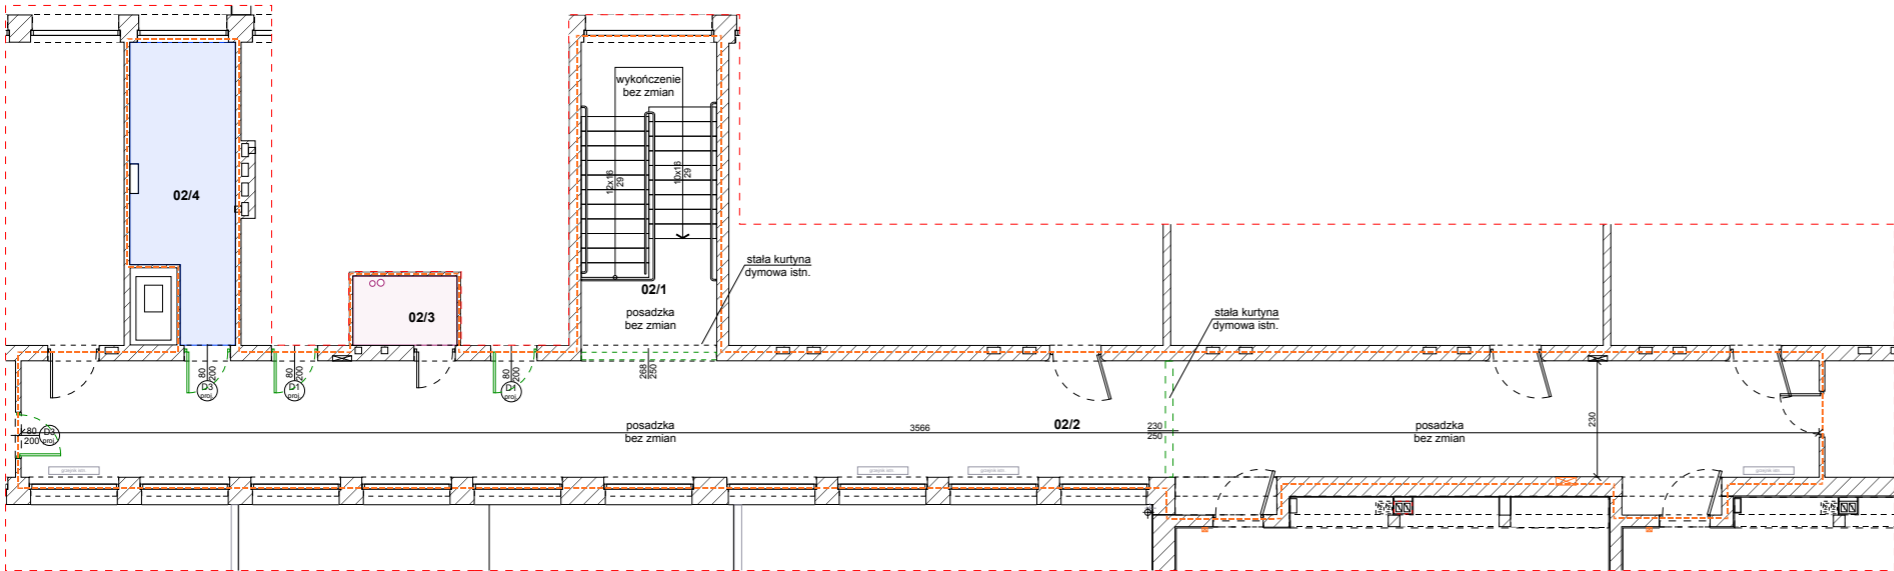 wykończenie
bez zmian
12x16
29
10x16
29
02/4
02/3
02/1
posadzka
bez zmian
stała kurtyna
dymowa istn.
stała kurtyna
dymowa istn.
80
200
D3
proj.
80
200
D1
proj.
80
200
D1
proj.
268
250
80
200
D3
proj.
posadzka
bez zmian
3566
02/2
230
250
posadzka
bez zmian
230